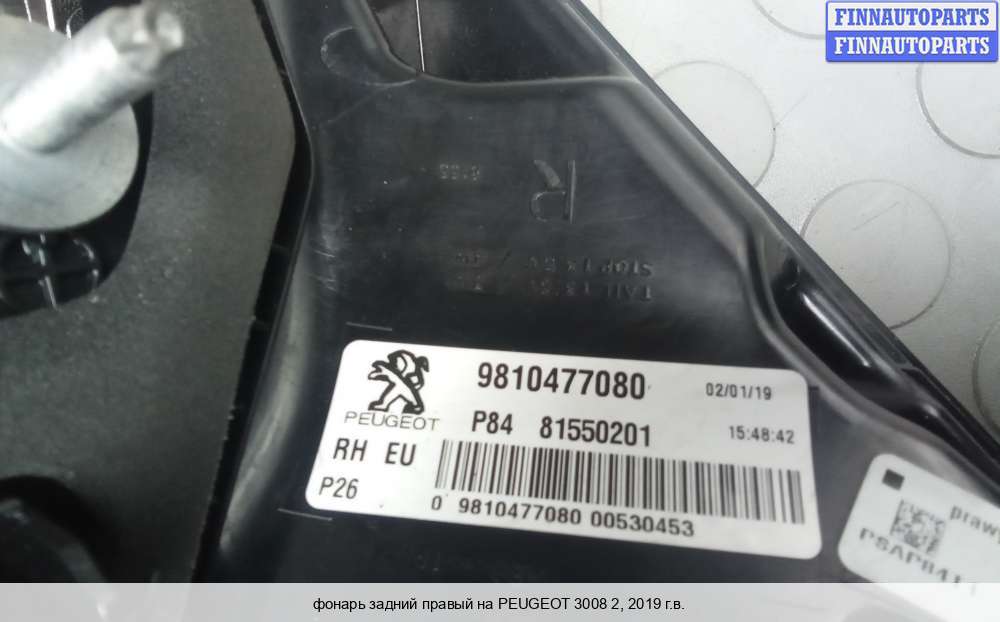 FINNAUTOPARTS
FINNAUTOPARTS
R
9810477080
02/01/19
PEUGEOT
P84 81550201
15:48:42
RH EU
P26
0 9810477080 00530453
фонарь задний правый на PEUGEOT 3008 2, 2019 г.в.